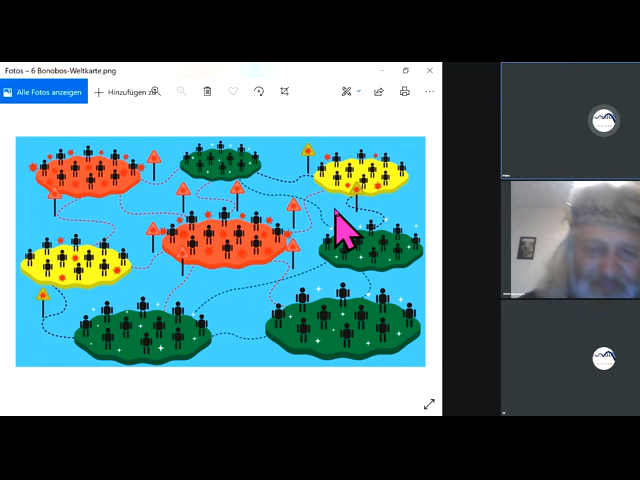 Fotos – 6 Bonobos-Weltkarte.png
Alle Fotos anzeigen
Hinzufügen zu